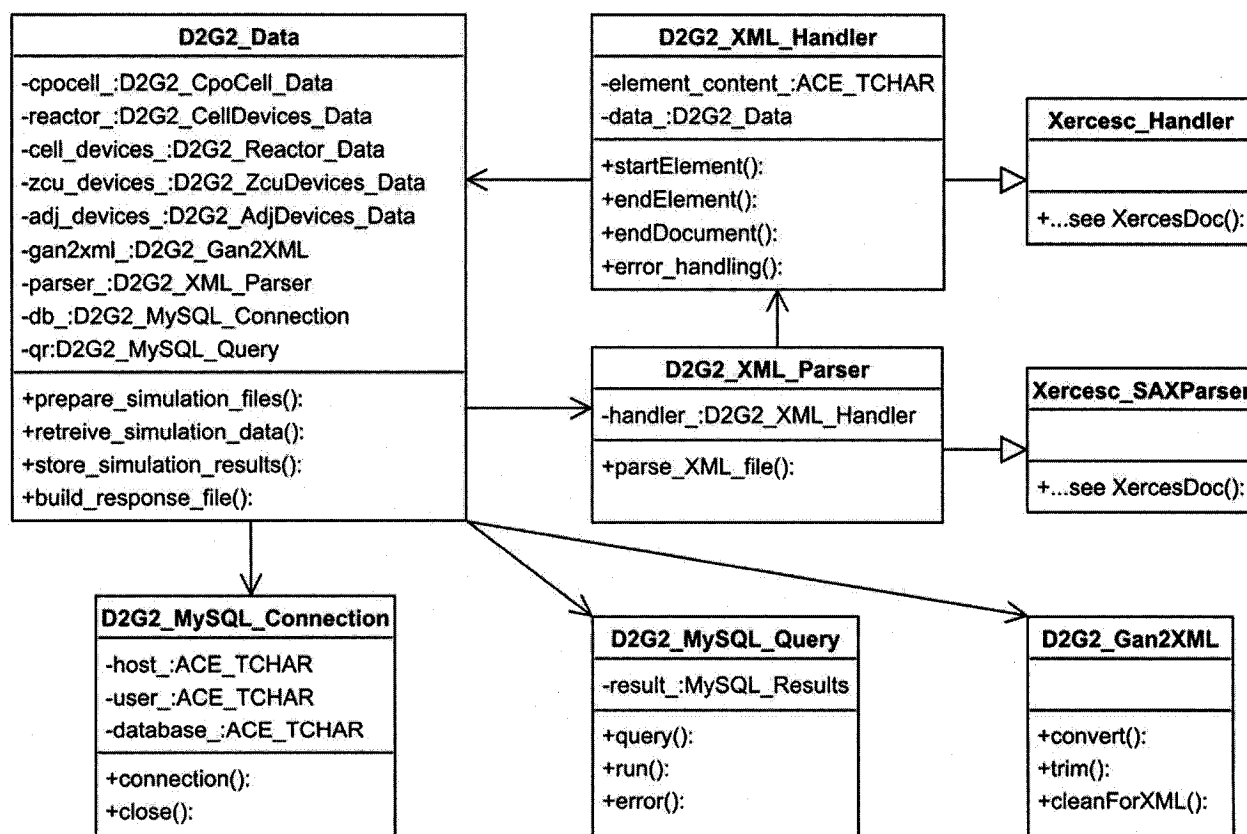 D2G2_Data
-cpocell_:D2G2_CpoCell_Data
-reactor_:D2G2_CellDevices_Data
-cell_devices_:D2G2_Reactor_Data
-zcu_devices_:D2G2_ZcuDevices_Data
-adj_devices_:D2G2_AdjDevices_Data
-gan2xml_:D2G2_Gan2XML
-parser_:D2G2_XML_Parser
-db_:D2G2_MySQL_Connection
-qr:D2G2_MySQL_Query
+prepare_simulation_files():
+retreive_simulation_data():
+store_simulation_results():
+build_response_file():
D2G2_XML_Handler
-element_content_:ACE_TCHAR
-data_:D2G2_Data
+startElement():
+endElement():
+endDocument():
+error_handling():
Xercesc_Handler
+...see XercesDoc():
D2G2_XML_Parser
-handler_:D2G2_XML_Handler
+parse_XML_file():
Xercesc_SAXParser
+...see XercesDoc():
D2G2_MySQL_Connection
-host_:ACE_TCHAR
-user_:ACE_TCHAR
-database_:ACE_TCHAR
+connection():
+close():
D2G2_MySQL_Query
-result_:MySQL_Results
+query():
+run():
+error():
D2G2_Gan2XML
+convert():
+trim():
+cleanForXML():